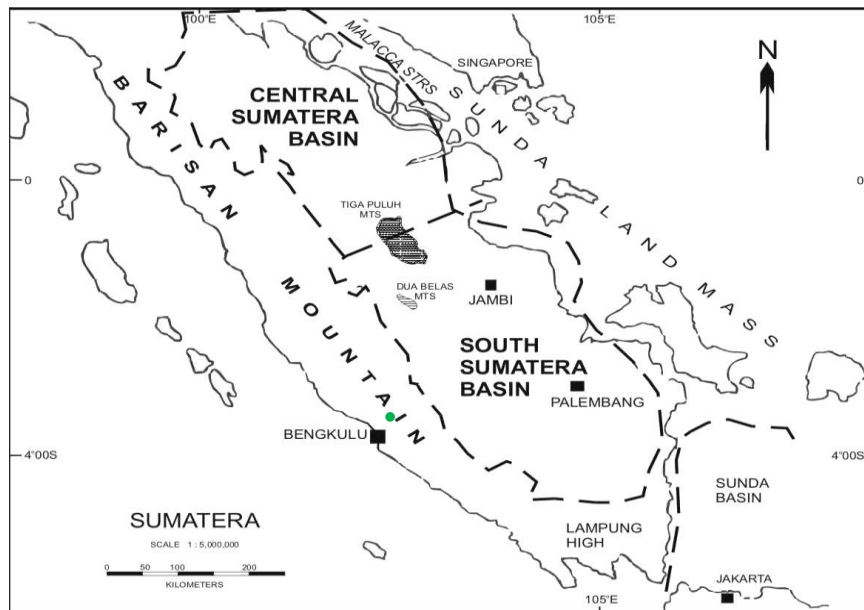 100°E
105°E
MALACCA STRS
SINGAPORE
N
BARISAN
CENTRAL
SUMATERA
BASIN
SUNDA
0
0
TIGA PULUH
MTS
LAND MASS
DUA BELAS
MTS
JAMBI
MOUNTAIN
SOUTH
SUMATERA
BASIN
PALEMBANG
BENGKULU
4°00S
4°00S
SUNDA
BASIN
SUMATERA
SCALE 1 : 5,000,000
0 50 100 200
KILOMETERS
LAMPUNG
HIGH
JAKARTA
105°E